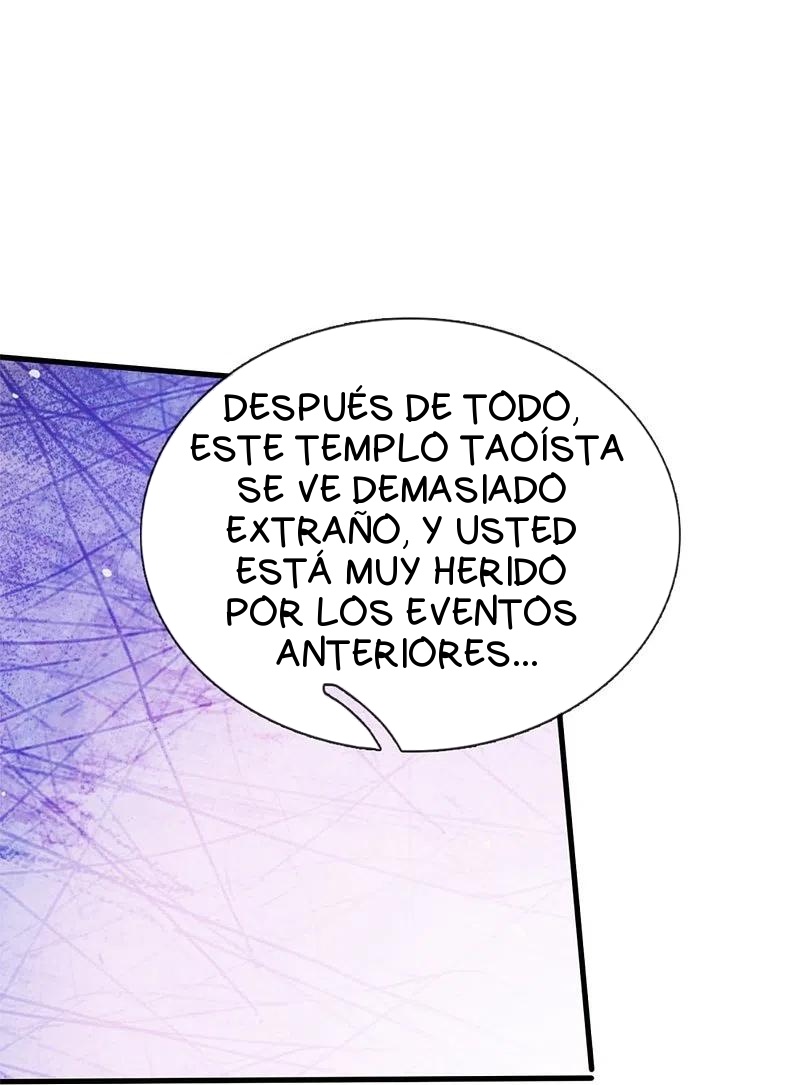 DESPUÉS DE TODO,
ESTE TEMPLO TAOÍSTA
SE VE DEMASIADO
EXTRAÑO, Y USTED
ESTÁ MUY HERIDO
POR LOS EVENTOS
ANTERIORES...